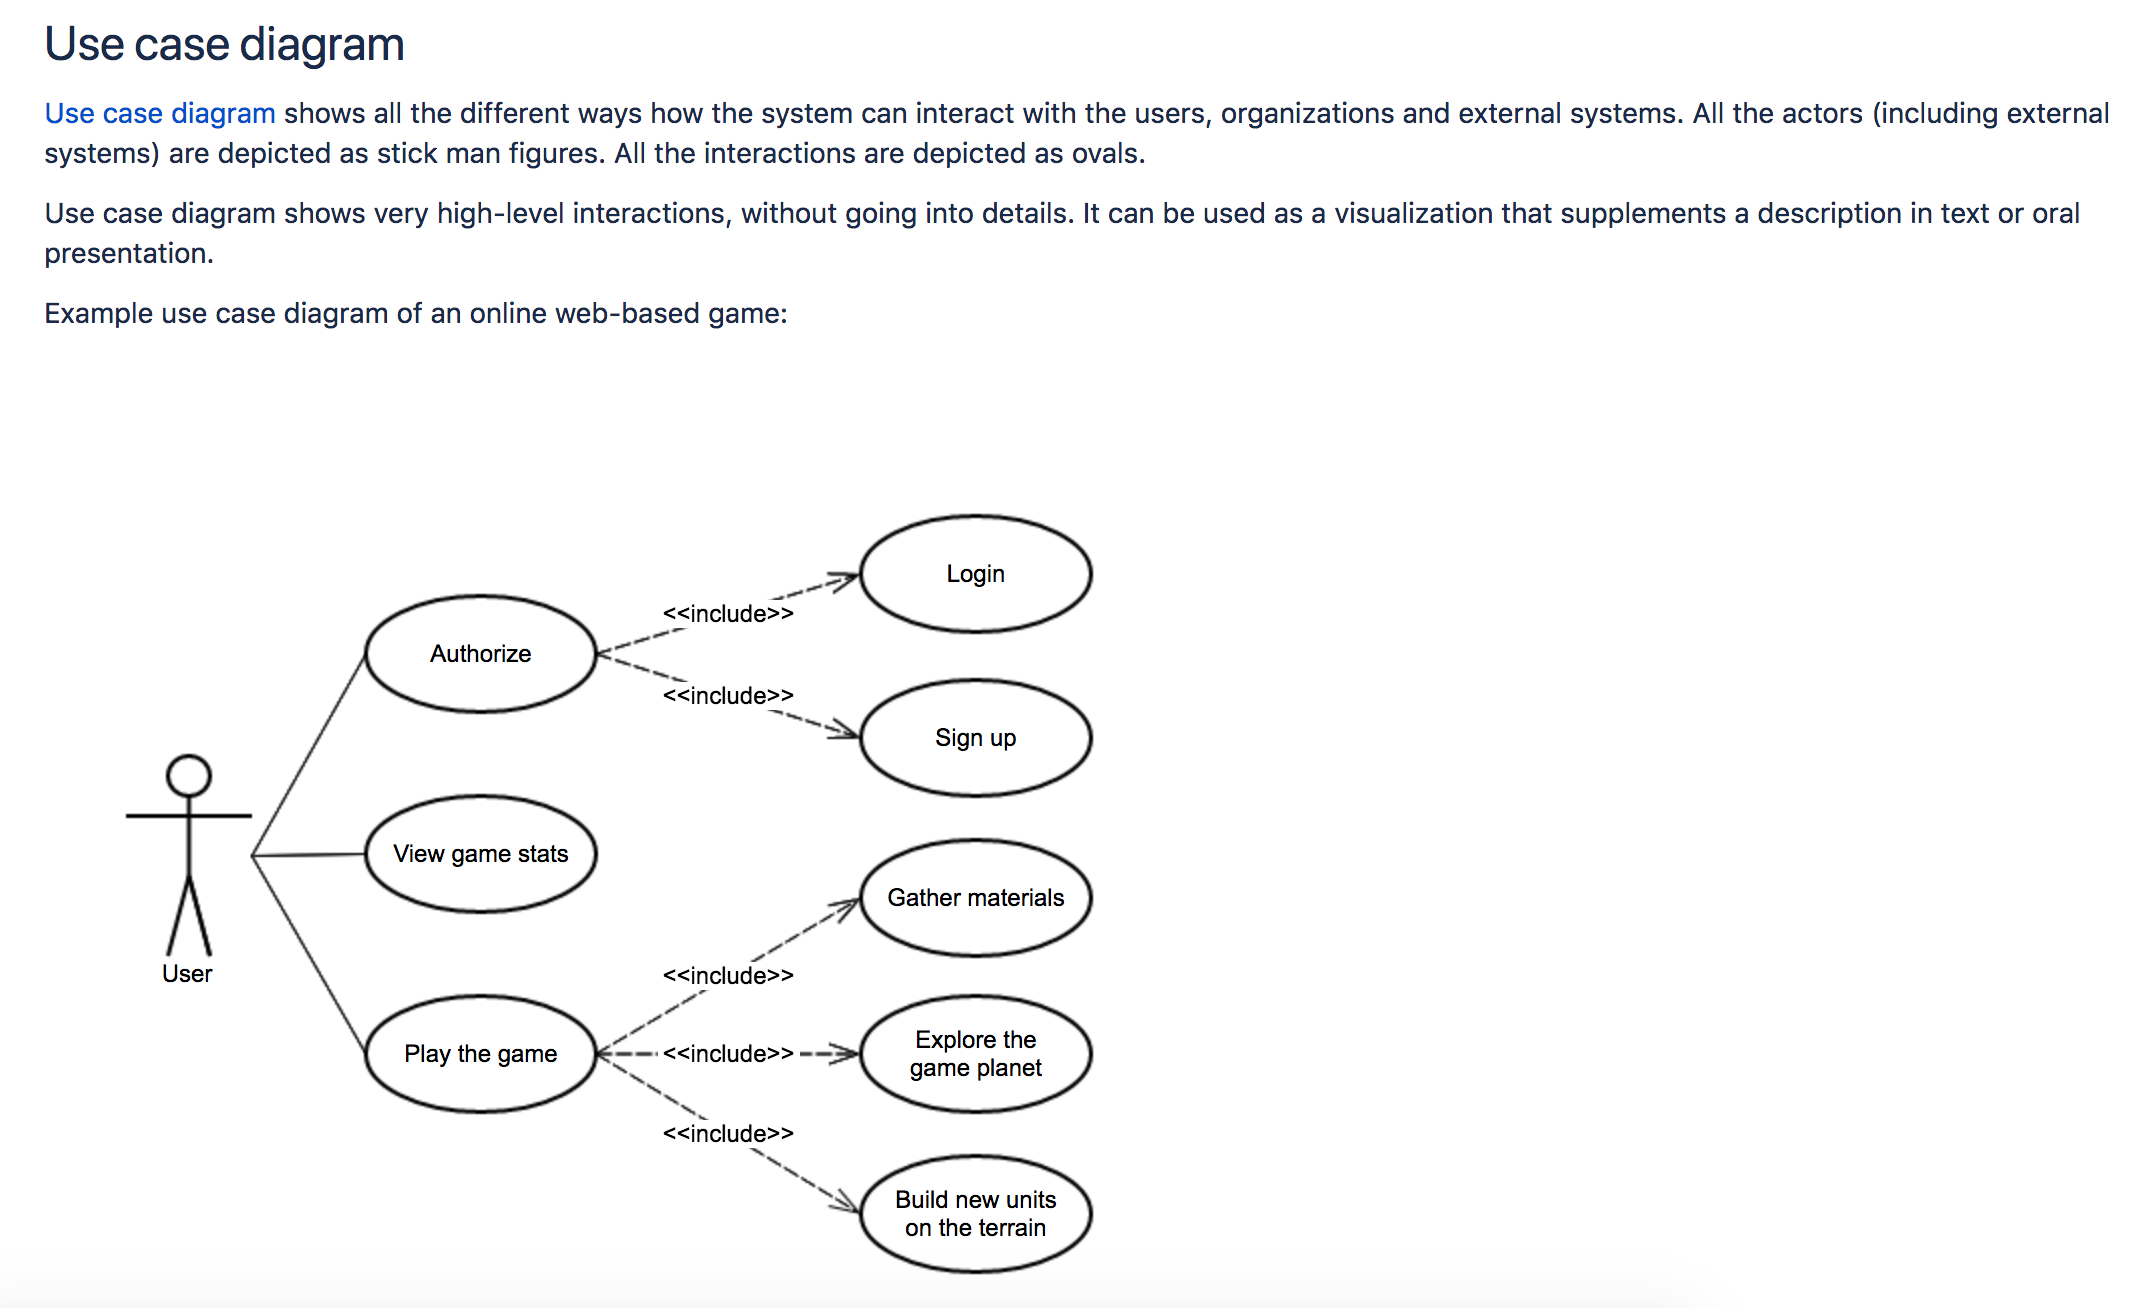 Use case diagram
Use case diagram shows all the different ways how the system can interact with the users, organizations and external systems. All the actors (including external
systems) are depicted as stick man figures. All the interactions are depicted as ovals.
Use case diagram shows very high-level interactions, without going into details. It can be used as a visualization that supplements a description in text or oral
presentation.
Example use case diagram of an online web-based game:
Login
<<include>>
Authorize
<<include>>
Sign up
View game stats
Gather materials
User
<<include>>
Play the game
<<include>>
Explore the
game planet
<<include>>
Build new units
on the terrain